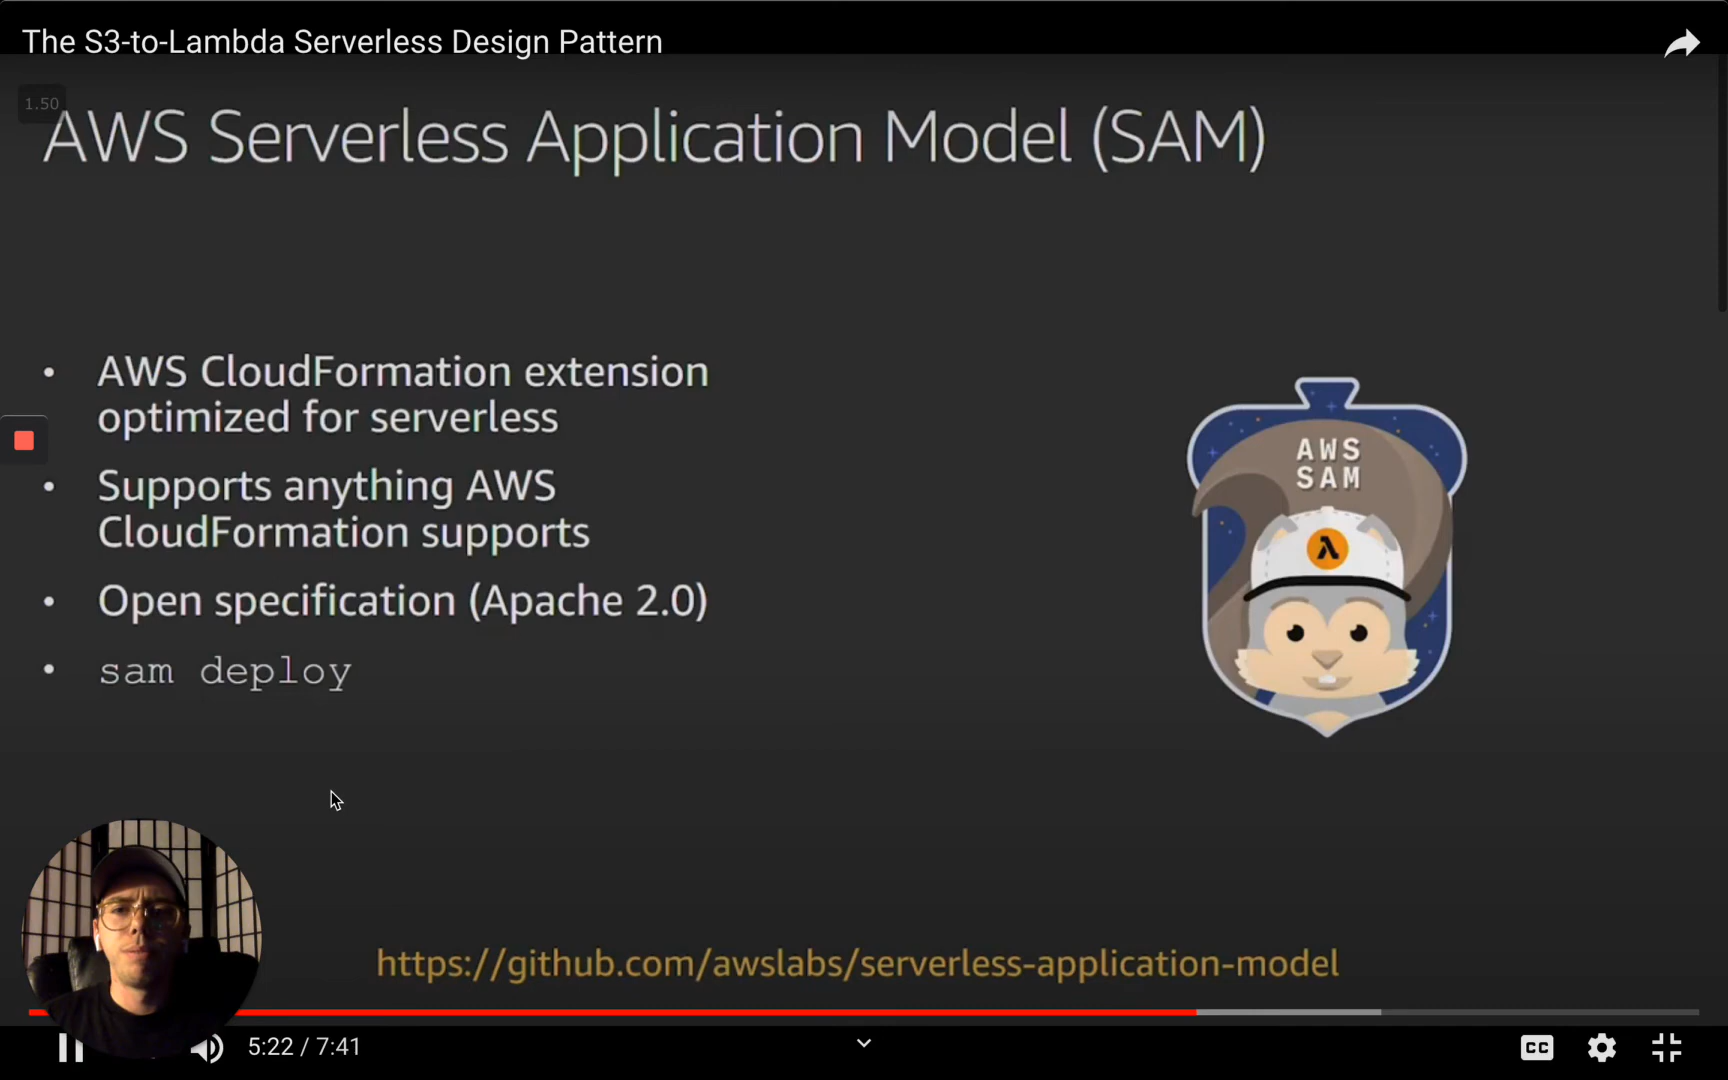 The S3-to-Lambda Serverless Design Pattern
1.50
AWS Serverless Application Model (SAM)
• AWS CloudFormation extension
optimized for serverless
• Supports anything AWS
CloudFormation supports
• Open specification (Apache 2.0)
• sam deploy
AWS
SAM
λ
https://github.com/awslabs/serverless-application-model
5:22 / 7:41
CC